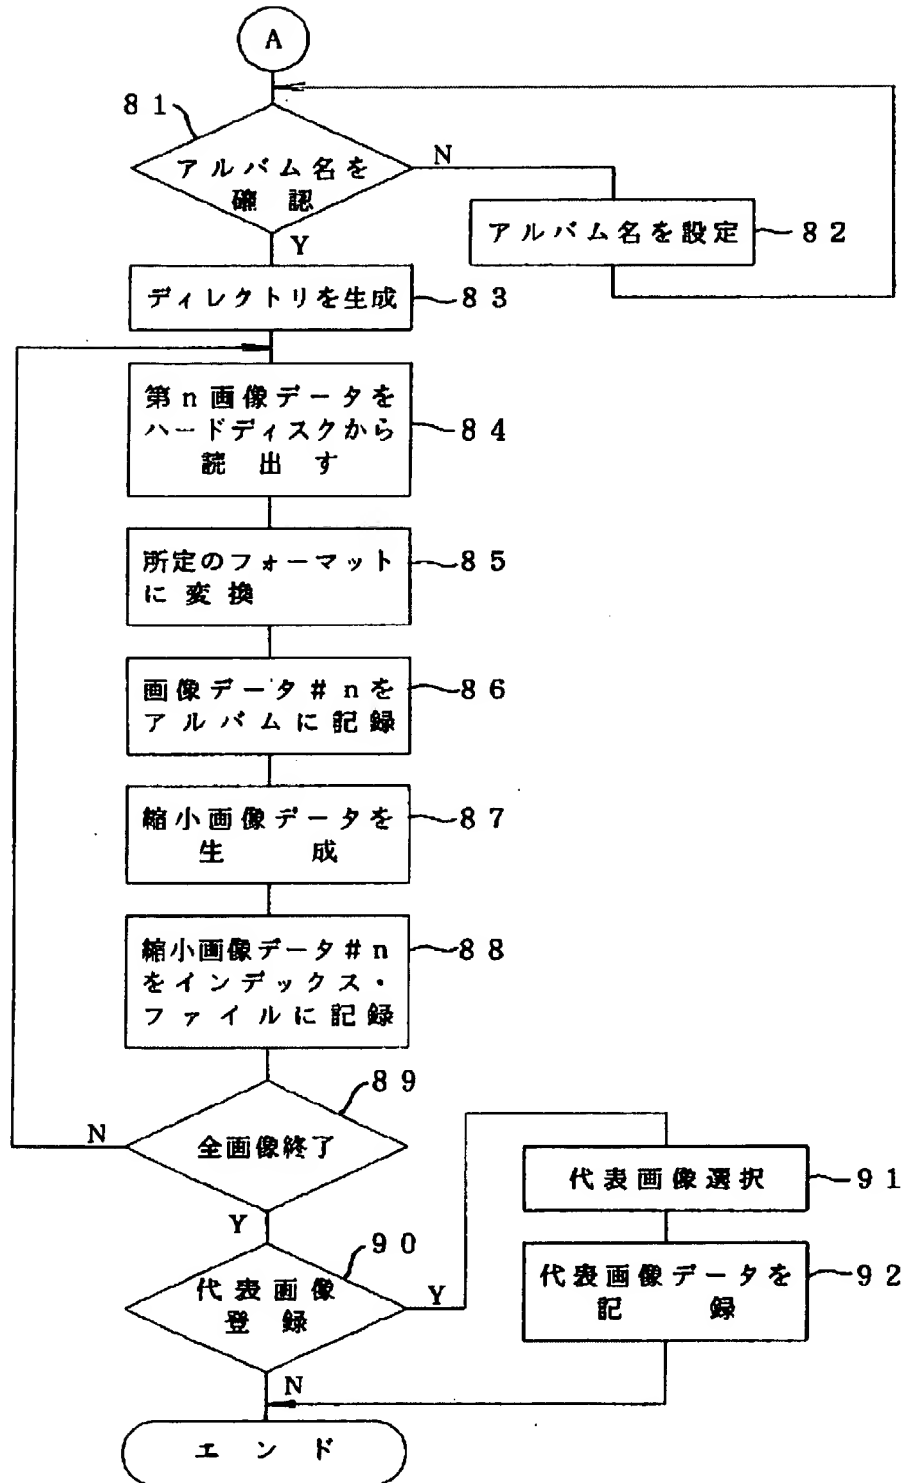 A
81
アルバム名を
確認
N
Y
アルバム名を設定
82
ディレクトリを生成
83
第n画像データを
ハードディスクから
読出す
84
所定のフォーマット
に変換
85
画像データ#nを
アルバムに記録
86
縮小画像データを
生成
87
縮小画像データ#n
をインデックス・
ファイルに記録
88
89
全画像終了
N
Y
90
代表画像
登録
Y
N
代表画像選択
91
代表画像データを
記録
92
エンド